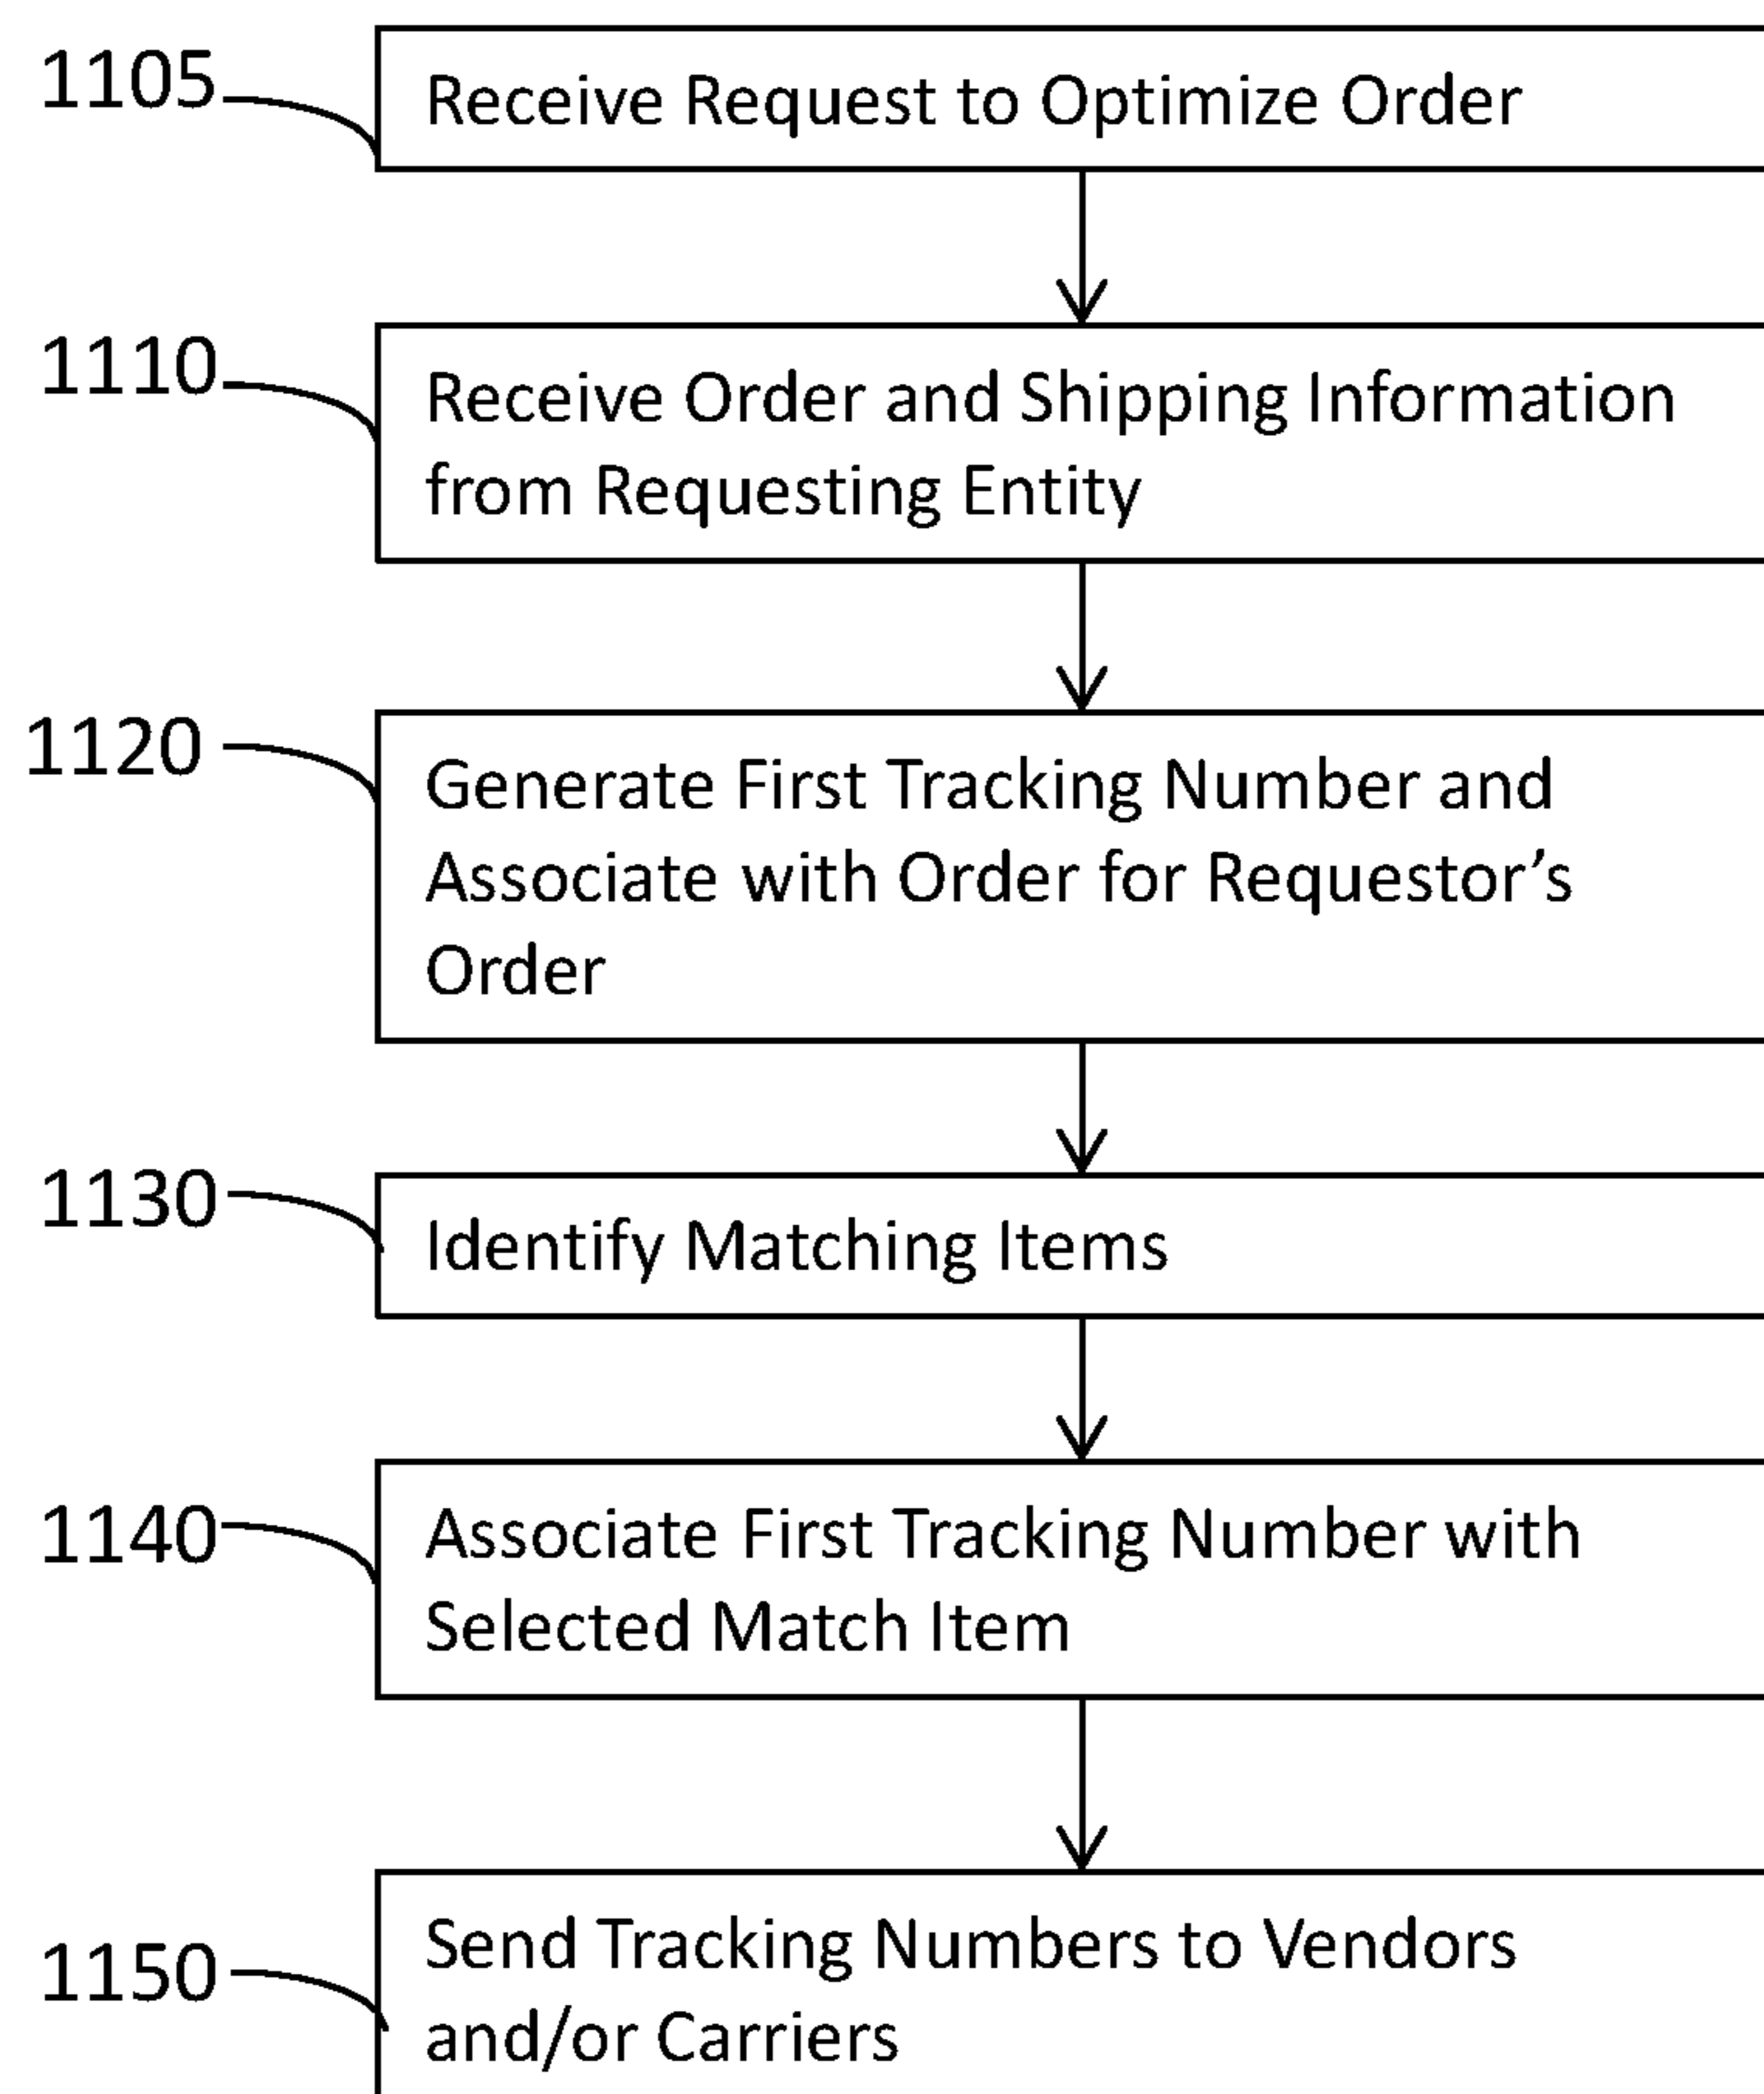 1105
Receive Request to Optimize Order
1110
Receive Order and Shipping Information
from Requesting Entity
1120
Generate First Tracking Number and
Associate with Order for Requestor’s
Order
1130
Identify Matching Items
1140
Associate First Tracking Number with
Selected Match Item
1150
Send Tracking Numbers to Vendors
and/or Carriers